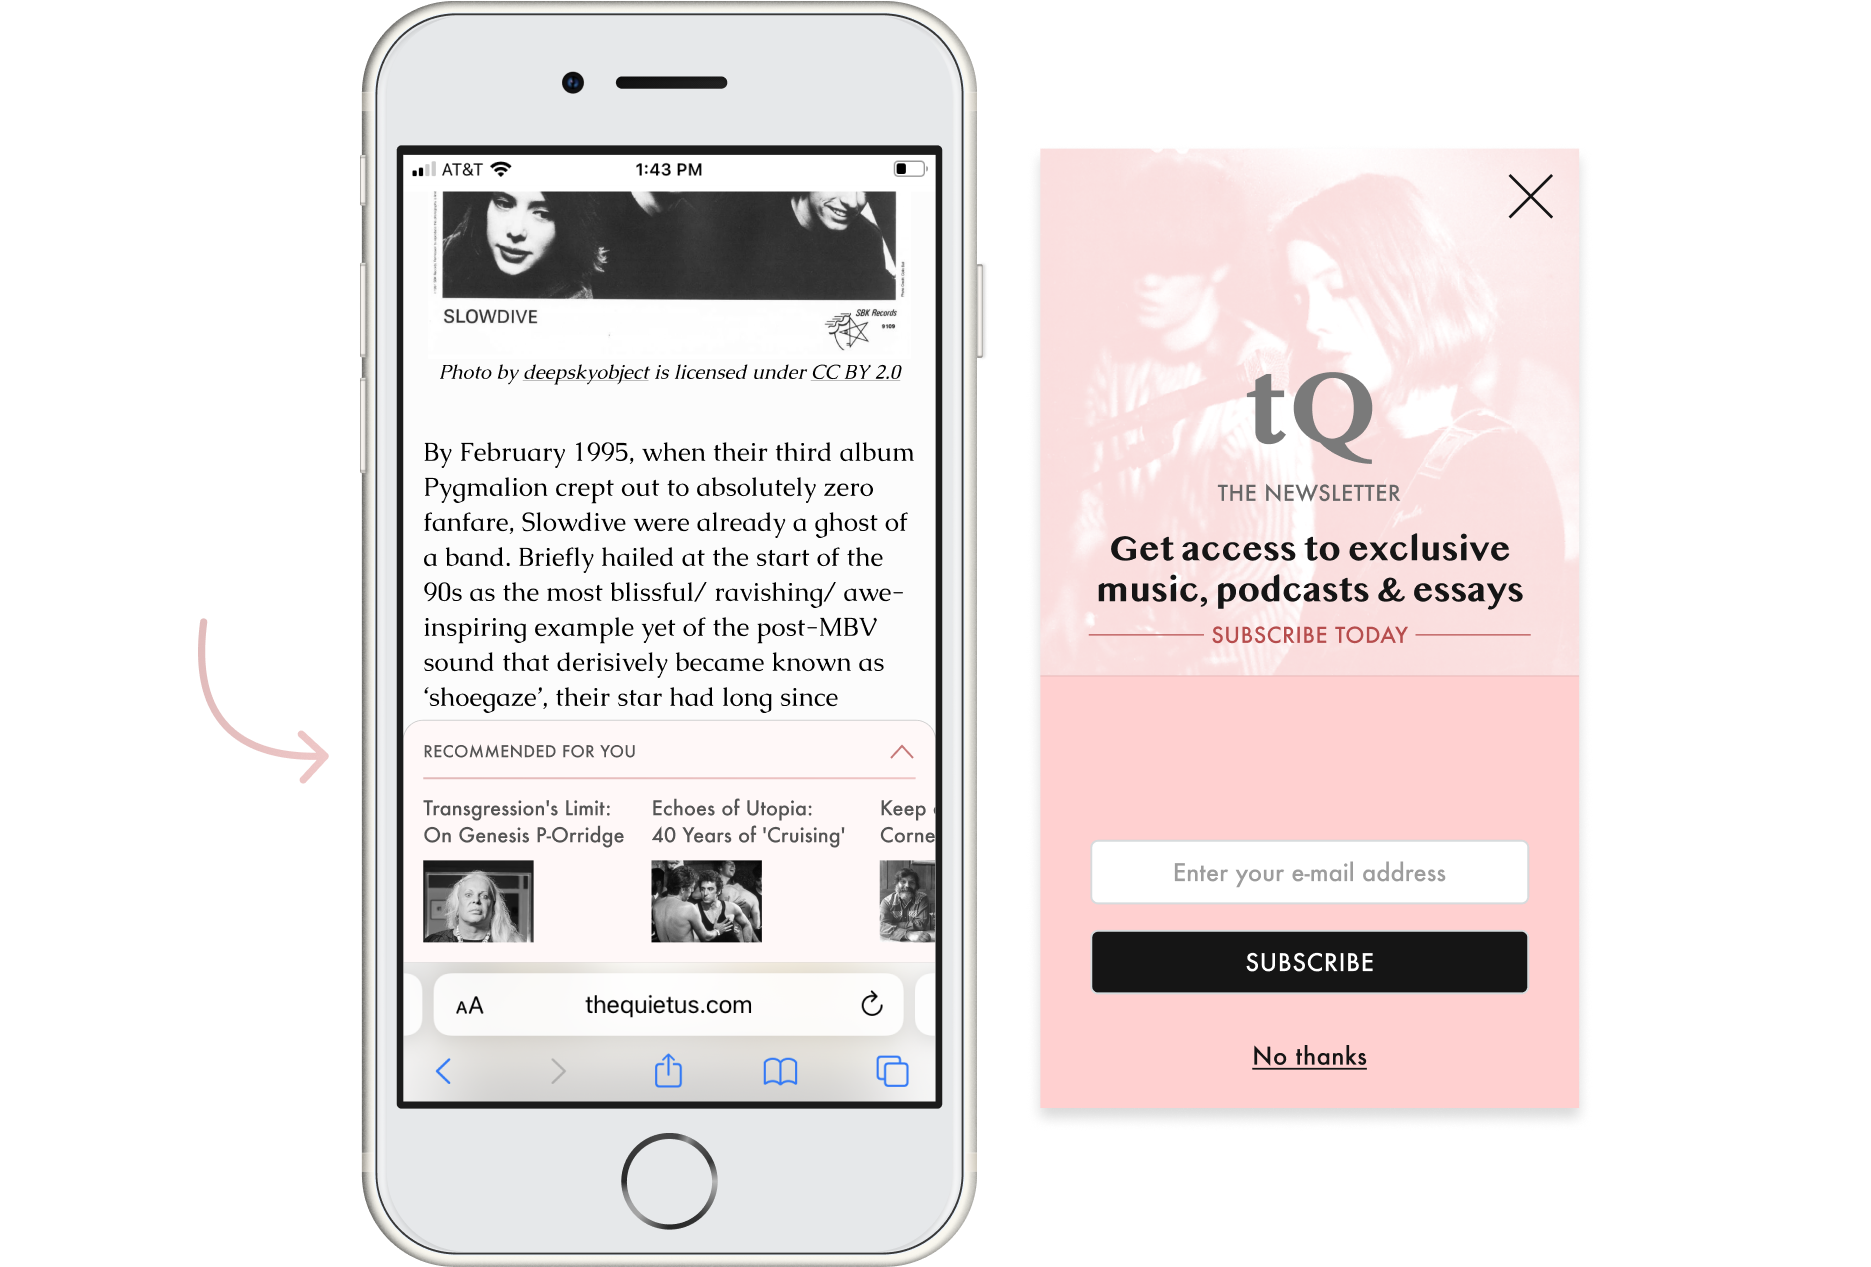 AT&T
1:43 PM
SLOWDIVE
SBK Records
9109
Photo by deepskyobject is licensed under CC BY 2.0
By February 1995, when their third album
Pygmalion crept out to absolutely zero
fanfare, Slowdive were already a ghost of
a band. Briefly hailed at the start of the
90s as the most blissful/ ravishing/ awe-
inspiring example yet of the post-MBV
sound that derisively became known as
‘shoegaze’, their star had long since
RECOMMENDED FOR YOU
Transgression's Limit:
On Genesis P-Orridge
Echoes of Utopia:
40 Years of 'Cruising'
Keep
Corne
AA
thequietus.com
tQ
THE NEWSLETTER
Get access to exclusive
music, podcasts & essays
SUBSCRIBE TODAY
Enter your e-mail address
SUBSCRIBE
No thanks